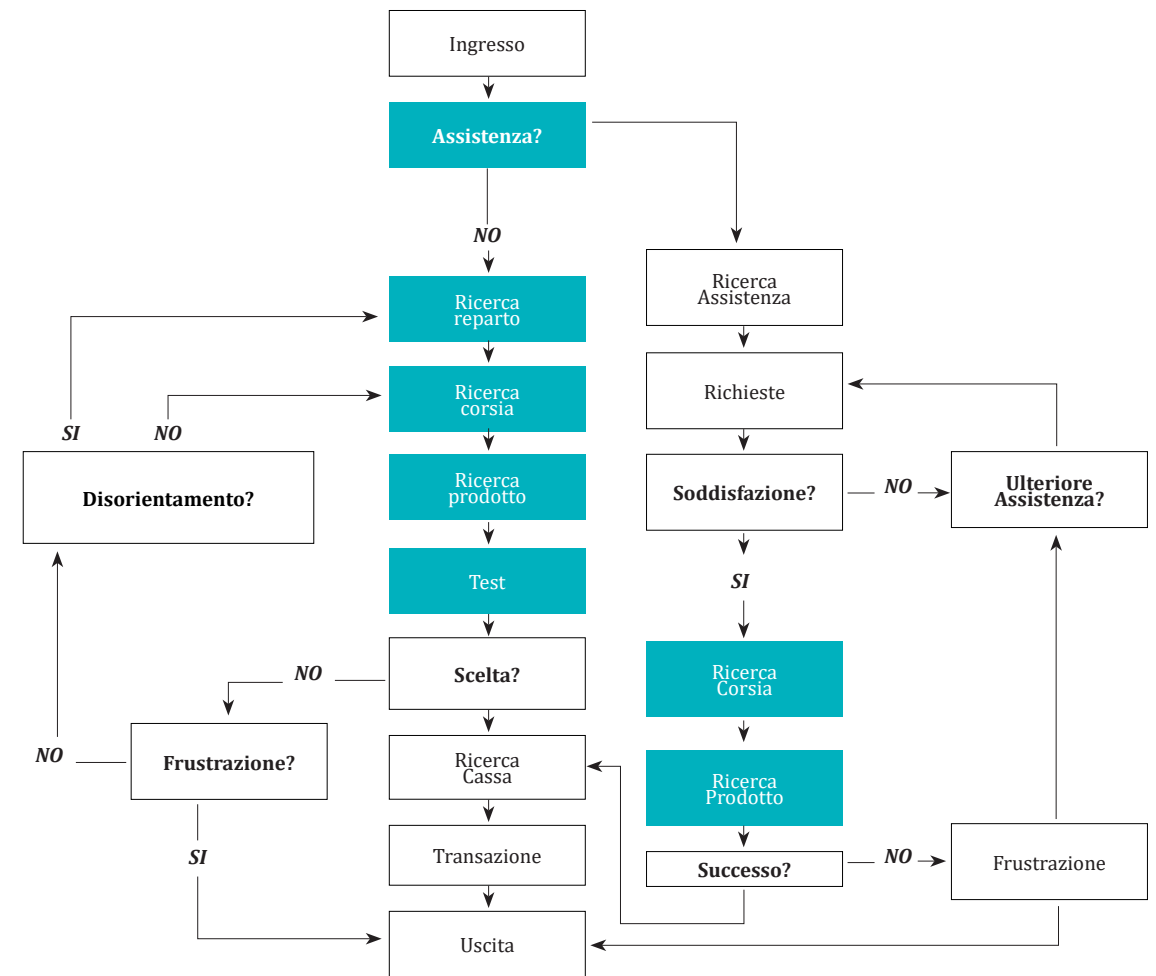 Ingresso
Assistenza?
NO
Ricerca
Assistenza
Ricerca
reparto
Richieste
Ricerca
corsia
SI
NO
Disorientamento?
Ricerca
prodotto
Soddisfazione?
NO
Ulteriore
Assistenza?
Test
SI
Scelta?
NO
Ricerca
Corsia
Frustrazione?
NO
Ricerca
Cassa
Ricerca
Prodotto
SI
Transazione
Successo?
NO
Frustrazione
Uscita